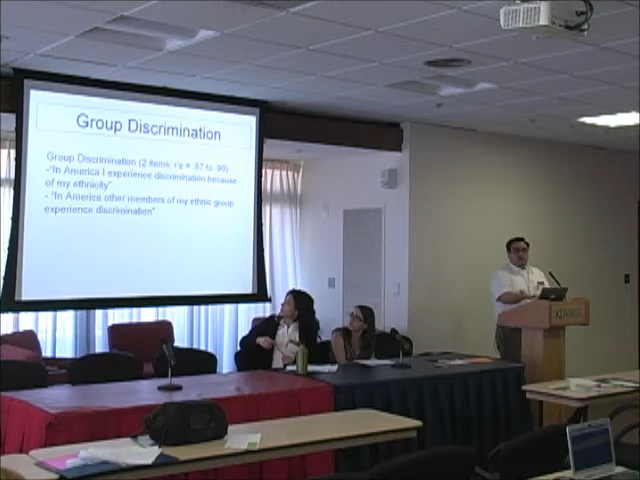 Group Discrimination
Group Discrimination (2 items; r's = .57 to .90)
-"In America I experience discrimination because
of my ethnicity"
- "In America other members of my ethnic group
experience discrimination"